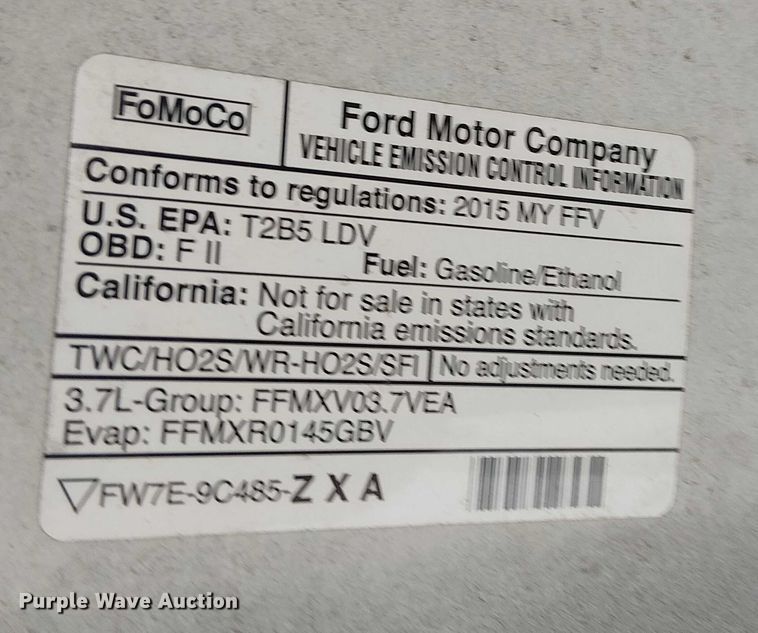 FoMoCo
Ford Motor Company
VEHICLE EMISSION CONTROL INFORMATION
Conforms to regulations: 2015 MY FFV
U.S. EPA: T2B5 LDV
OBD: F II Fuel: Gasoline/Ethanol
California: Not for sale in states with
California emissions standards.
TWC/HO2S/WR-HO2S/SFI No adjustments needed.
3.7L-Group: FFMXV03.7VEA
Evap: FFMXR0145GBV
FW7E-9C485-Z X A
Purple Wave Auction